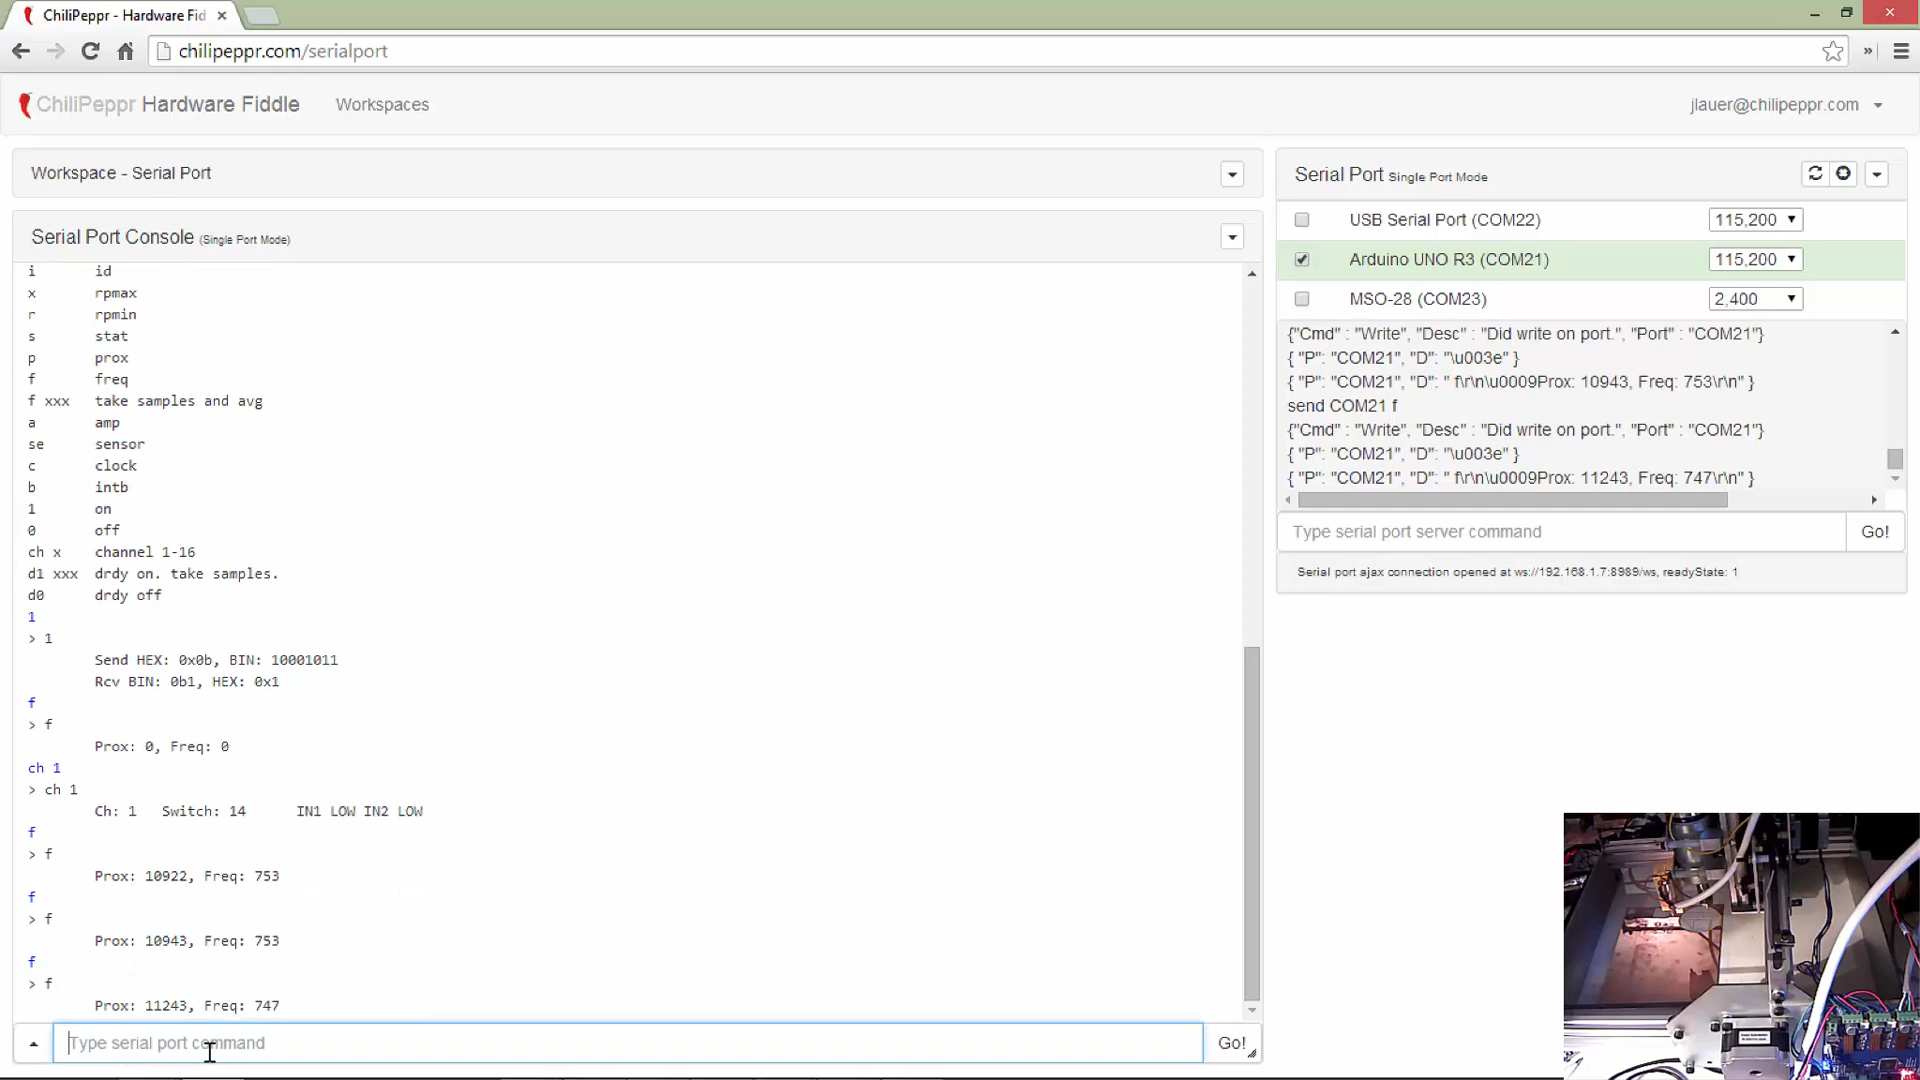 ChiliPeppr - Hardware Fid
chilipeppr.com/serialport
ChiliPeppr Hardware Fiddle
Workspaces
jlauer@chilipeppr.com
Workspace - Serial Port
Serial Port Console (Single Port Mode)
i id
x rpmax
r rpmin
s stat
p prox
f freq
f xxx take samples and avg
a amp
se sensor
c clock
b intb
1 on
0 off
ch x channel 1-16
d1 xxx drdy on. take samples.
d0 drdy off
1
> 1
Send HEX: 0x0b, BIN: 10001011
Rcv BIN: 0b1, HEX: 0x1
f
> f
Prox: 0, Freq: 0
ch 1
> ch 1
Ch: 1 Switch: 14 IN1 LOW IN2 LOW
f
> f
Prox: 10922, Freq: 753
f
> f
Prox: 10943, Freq: 753
f
> f
Prox: 11243, Freq: 747
Type serial port command
Go!
Serial Port Single Port Mode
USB Serial Port (COM22) 115,200
Arduino UNO R3 (COM21) 115,200
MSO-28 (COM23) 2,400
{"Cmd" : "Write", "Desc" : "Did write on port.", "Port" : "COM21"}
{ "P": "COM21", "D": "\u003e" }
{ "P": "COM21", "D": " f\r\n\u0009Prox: 10943, Freq: 753\r\n" }
send COM21 f
{"Cmd" : "Write", "Desc" : "Did write on port.", "Port" : "COM21"}
{ "P": "COM21", "D": "\u003e" }
{ "P": "COM21", "D": " f\r\n\u0009Prox: 11243, Freq: 747\r\n" }
Type serial port server command
Go!
Serial port ajax connection opened at ws://192.168.1.7:8989/ws, readyState: 1